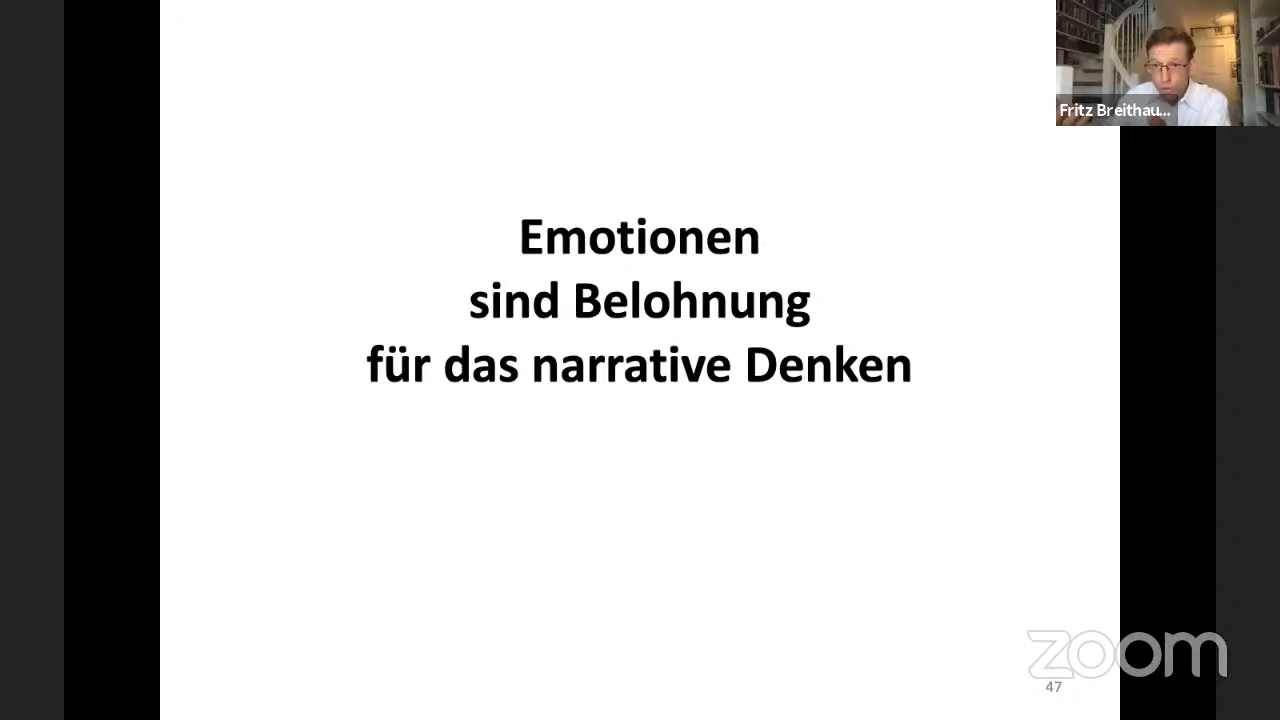 Fritz Breithau...
Emotionen
sind Belohnung
für das narrative Denken
zoom
47